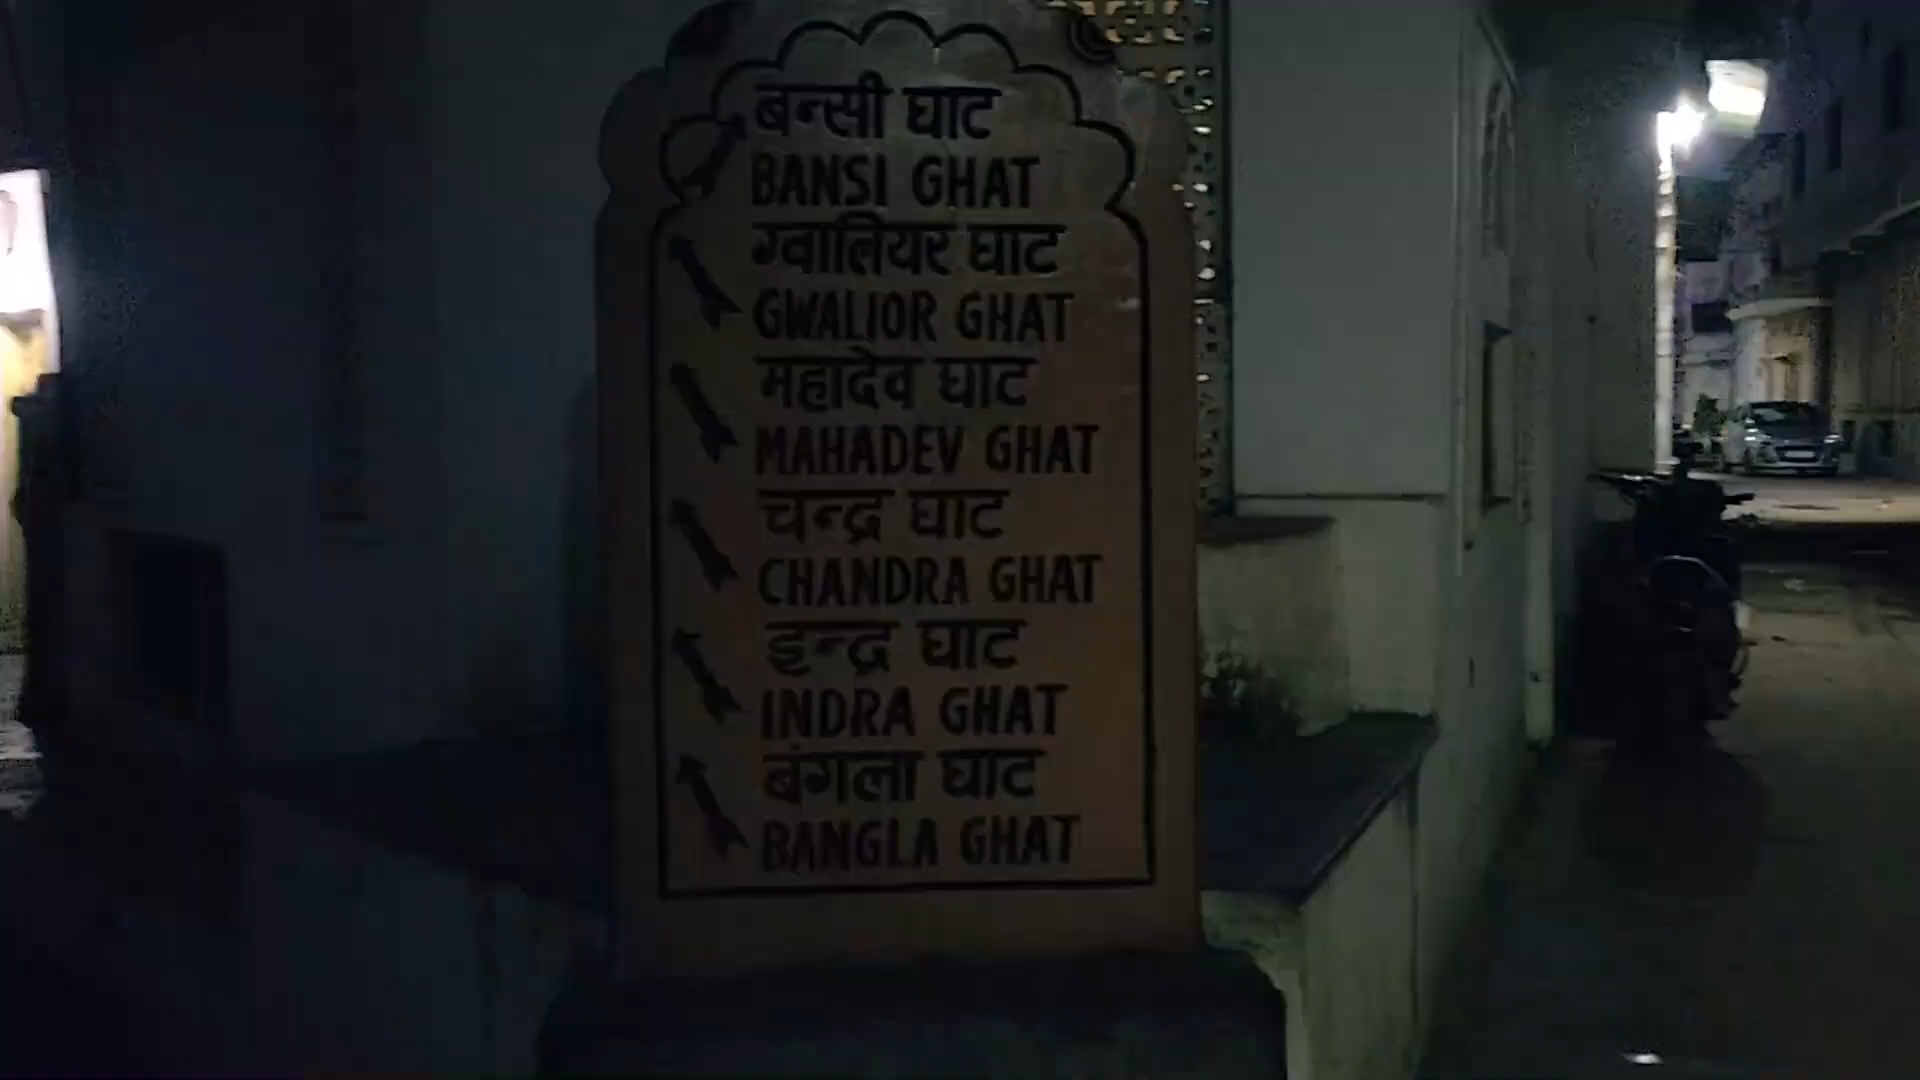 बन्सी घाट
BANSI GHAT
ग्वालियर घाट
GWALIOR GHAT
महादेव घाट
MAHADEV GHAT
चन्द्र घाट
CHANDRA GHAT
इन्द्र घाट
INDRA GHAT
बंगला घाट
BANGLA GHAT